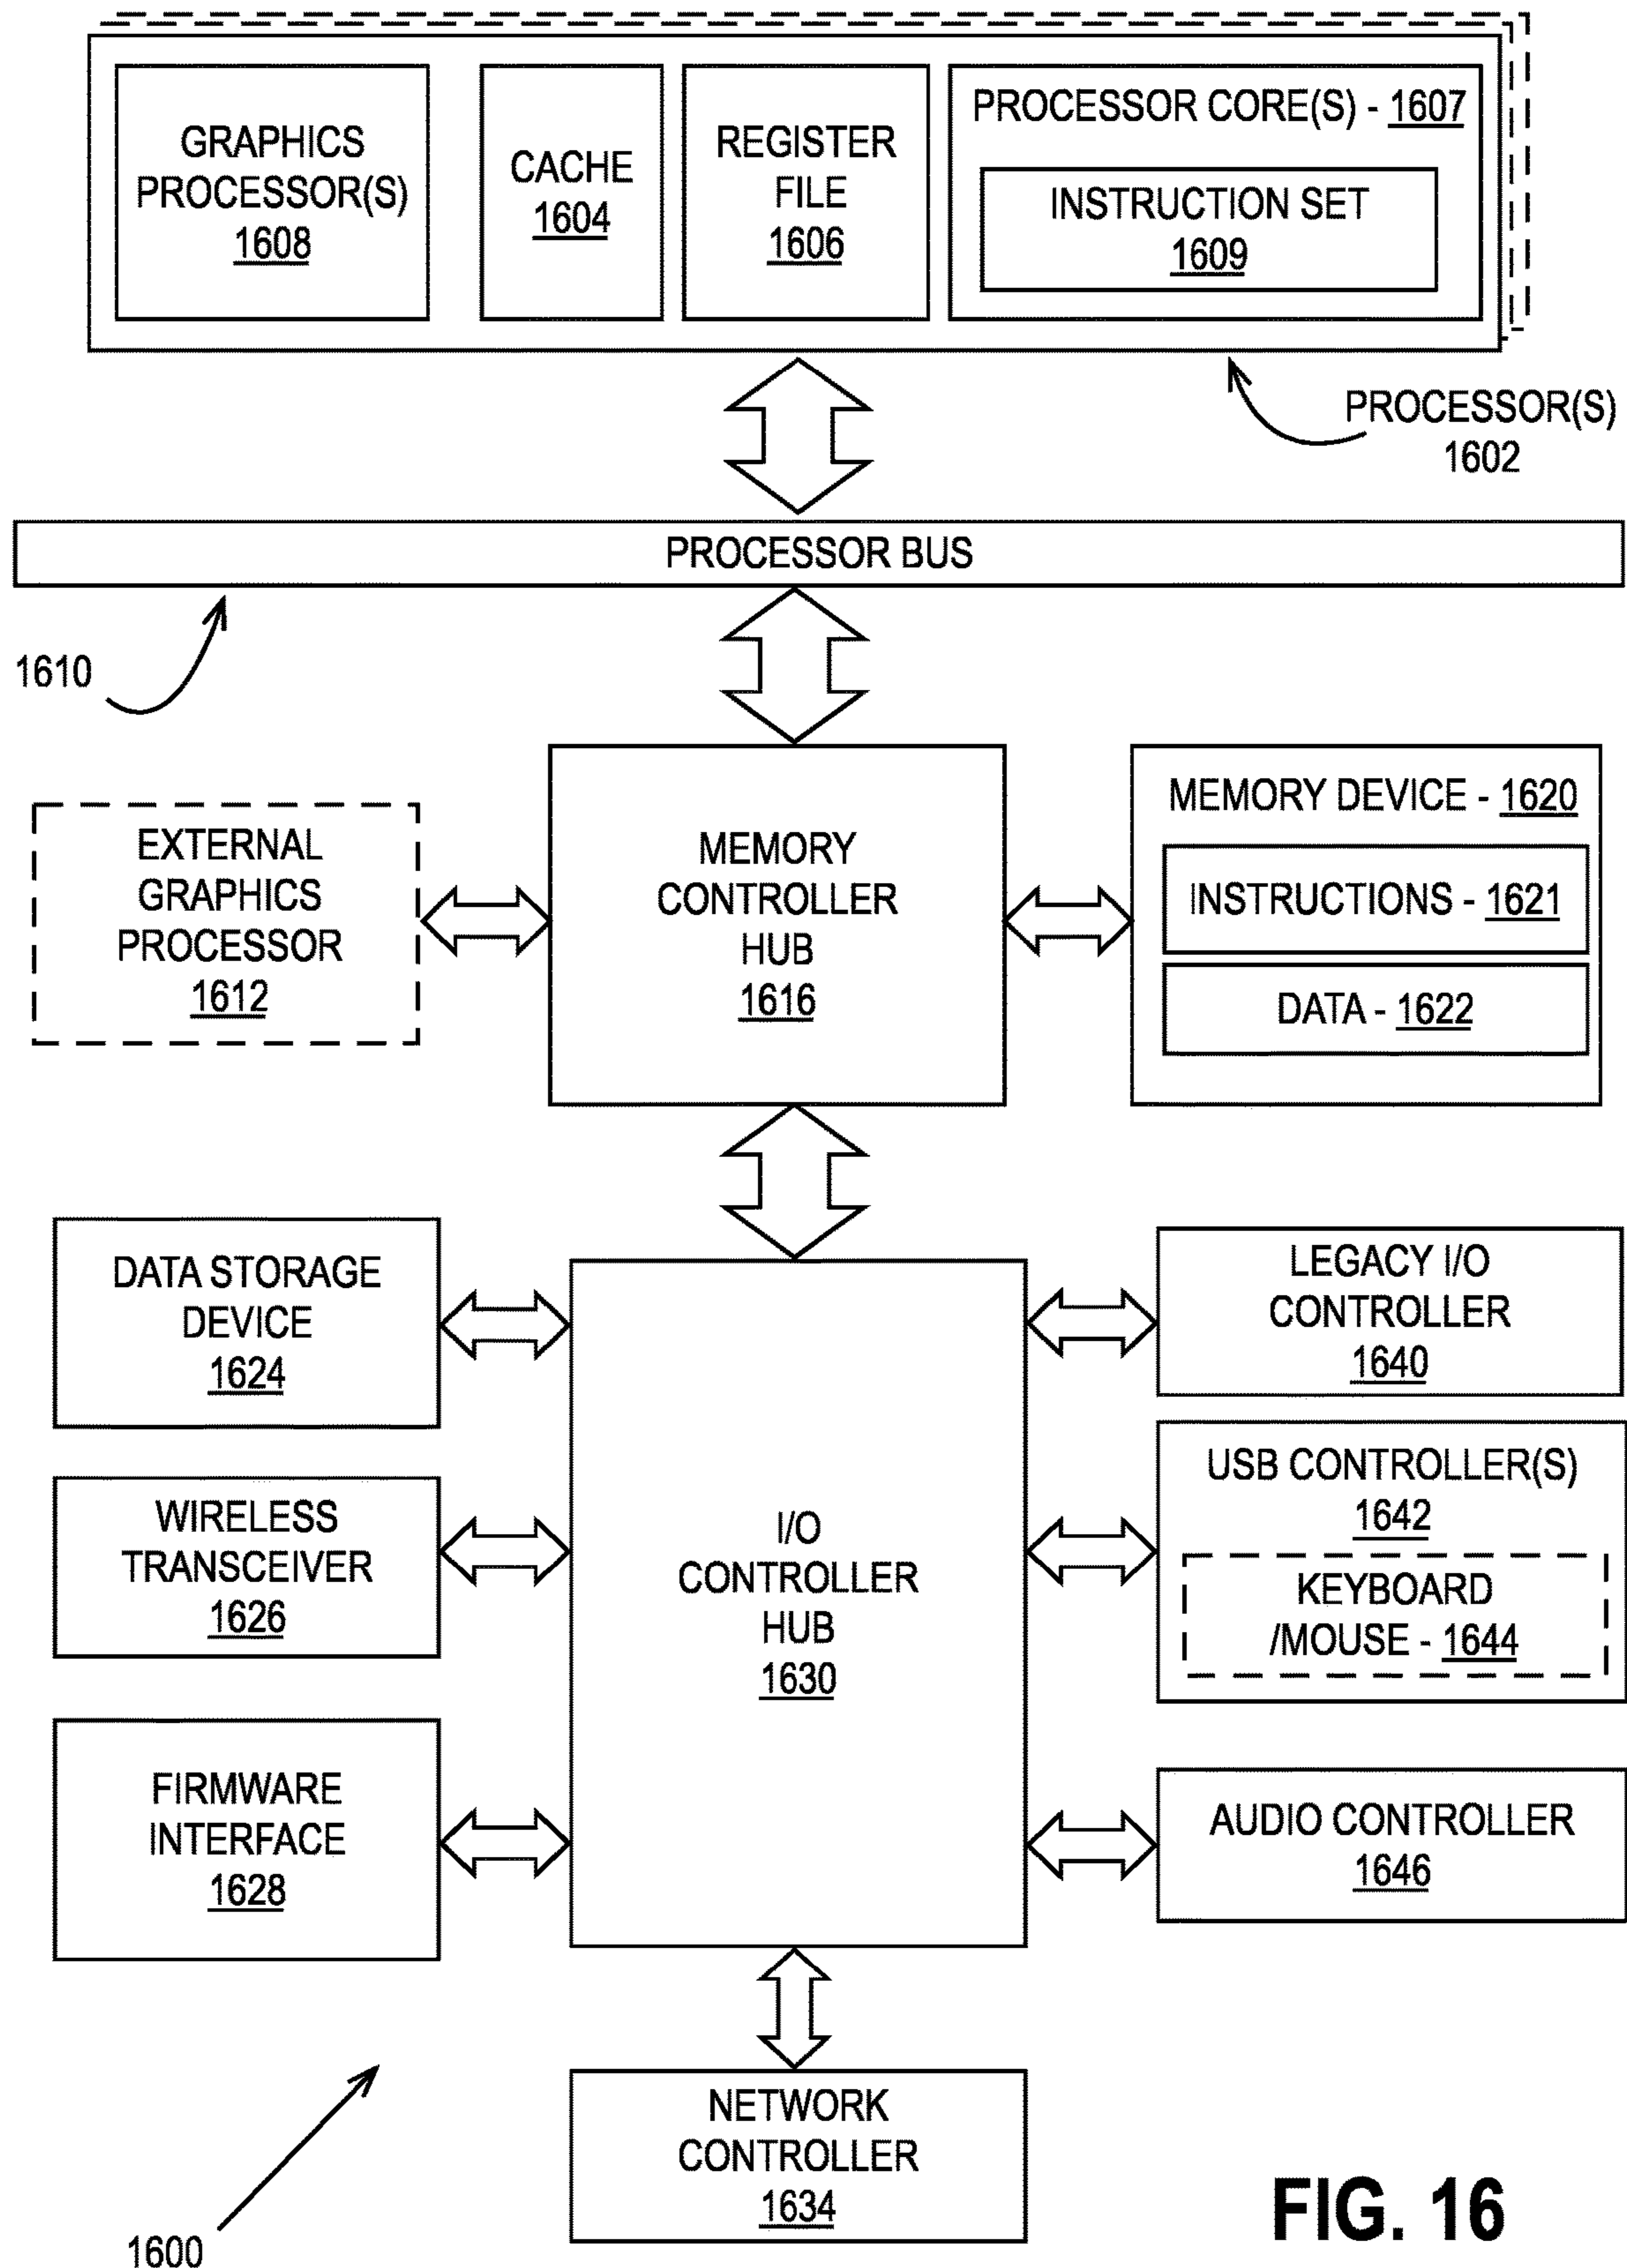 GRAPHICS
PROCESSOR(S)
1608
CACHE
1604
REGISTER
FILE
1606
PROCESSOR CORE(S) - 1607
INSTRUCTION SET
1609
PROCESSOR(S)
1602
PROCESSOR BUS
1610
EXTERNAL
GRAPHICS
PROCESSOR
1612
MEMORY
CONTROLLER
HUB
1616
MEMORY DEVICE - 1620
INSTRUCTIONS - 1621
DATA - 1622
DATA STORAGE
DEVICE
1624
WIRELESS
TRANSCEIVER
1626
FIRMWARE
INTERFACE
1628
I/O
CONTROLLER
HUB
1630
LEGACY I/O
CONTROLLER
1640
USB CONTROLLER(S)
1642
KEYBOARD
/MOUSE - 1644
AUDIO CONTROLLER
1646
NETWORK
CONTROLLER
1634
1600
FIG. 16